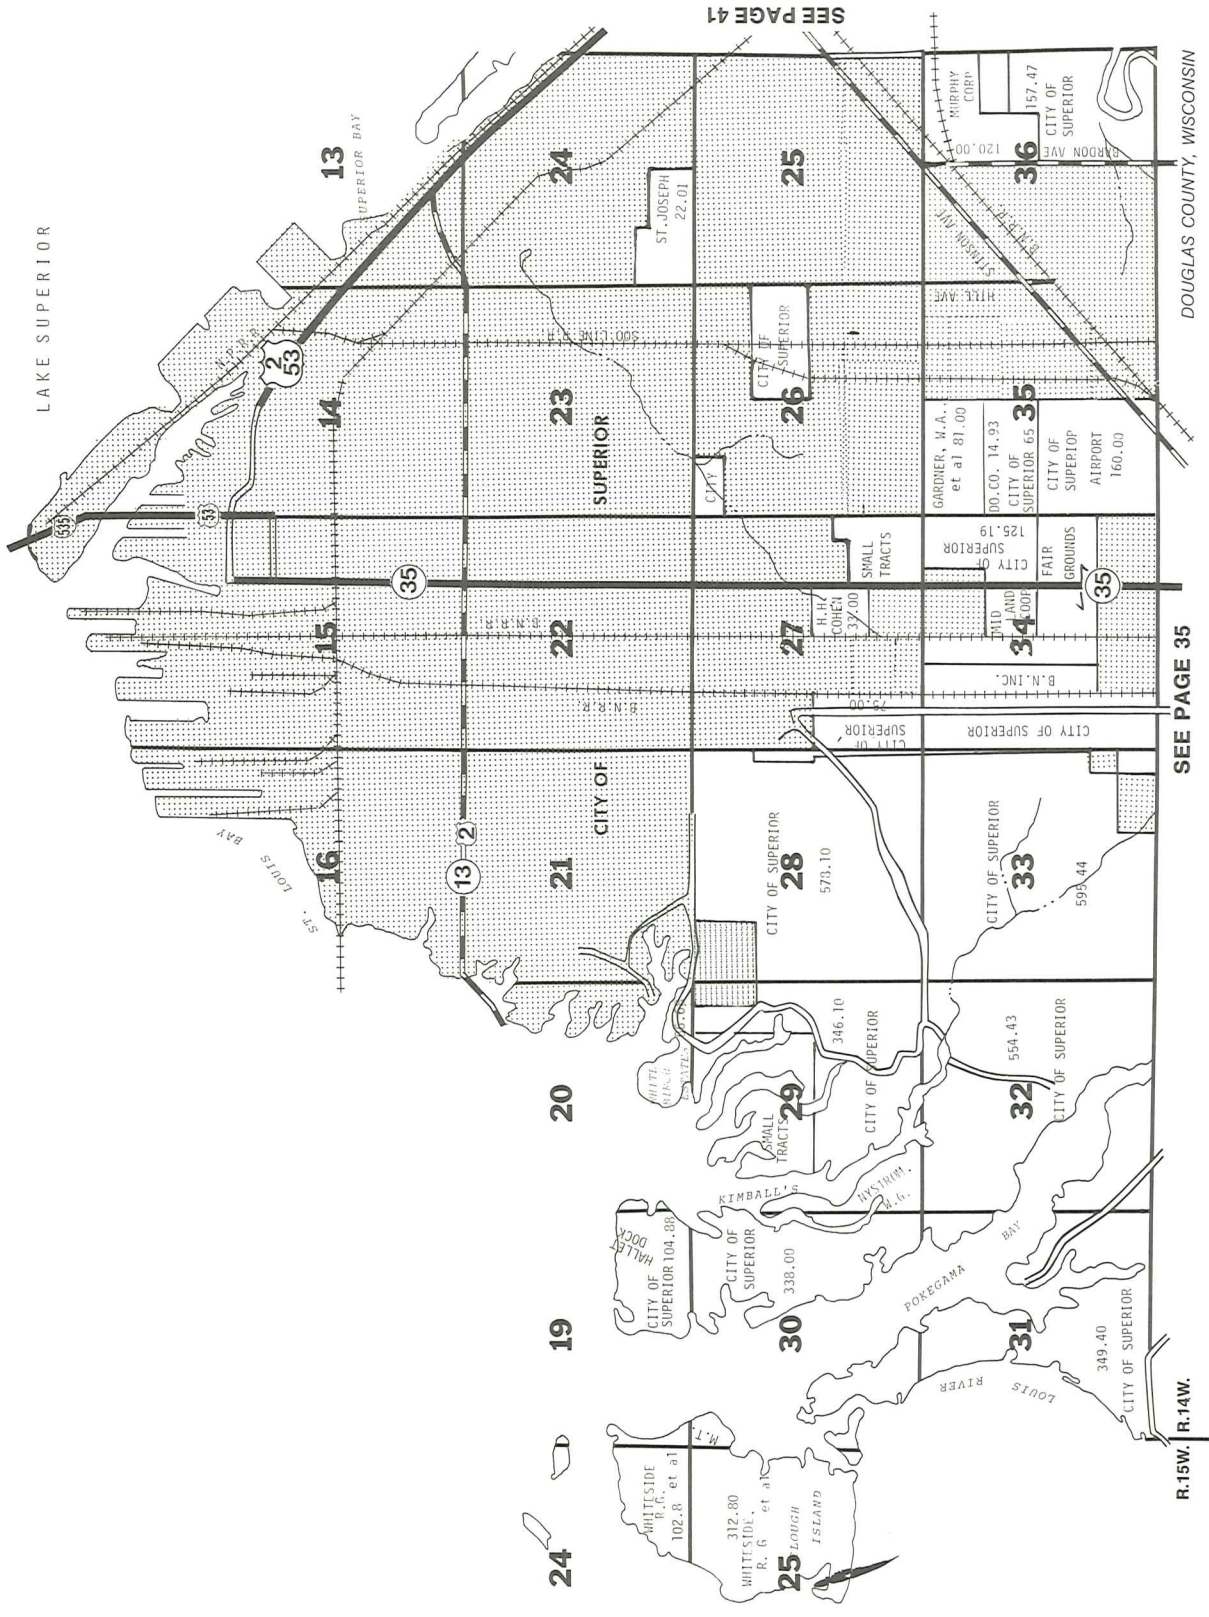 LAKE SUPERIOR
SEE PAGE 41
13
SUPERIOR BAY
N.P.R.R.
535
53
2
53
14
15
16
ST. LOUIS BAY
35
13
2
24
23
22
21
20
19
24
SUPERIOR
CITY OF
SOO LINE R.R.
B.N.R.R.
B.N.R.R.
ST. JOSEPH
22.01
HALLET
DOCK
CITY OF
SUPERIOR 104.88
WHITESIDE
R.G.
102.8 et al
M.T.
25
CITY OF
SUPERIOR
26
CITY
27
SMALL
TRACTS
H.H.
COHEN
33.00
CITY OF
SUPERIOR
75.00
CITY OF SUPERIOR
28
578.10
29
346.10
CITY OF SUPERIOR
SMALL
TRACTS
KIMBALL'S
NYSTROM,
W.G.
CITY OF
SUPERIOR
338.00
30
312.80
WHITESIDE,
R. G et al
25
ISLAND
MURPHY
CORP
120.00
157.47
CITY OF
SUPERIOR
36
BARDON AVE
STINSON AVE
B.N.R.R.
HILL AVE
35
GARDNER, W.A.,
et al 81.00
DO.CO. 14.93
CITY OF
SUPERIOR 65
CITY OF
SUPERIOP
AIRPORT
160.00
CITY OF
SUPERIOR
125.19
FAIR
GROUNDS
35
MID
LAND
COOP
34
B.N.INC.
CITY OF SUPERIOR
CITY OF SUPERIOR
33
595.44
554.43
32
CITY OF SUPERIOR
POKEGAMA BAY
31
349.40
CITY OF SUPERIOR
LOUIS RIVER
DOUGLAS COUNTY, WISCONSIN
SEE PAGE 35
R.15W. R.14W.